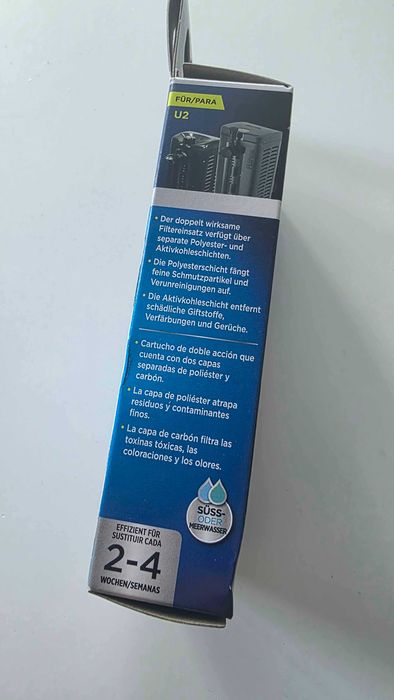 FÜR/PARA
U2
• Der doppelt wirksame
Filtereinsatz verfügt über
separate Polyester- und
Aktivkohleschichten.
• Die Polyesterschicht fängt
feine Schmutzpartikel und
Verunreinigungen auf.
• Die Aktivkohleschicht entfernt
schädliche Giftstoffe,
Verfärbungen und Gerüche.
• Cartucho de doble acción que
cuenta con dos capas
separadas de poliéster y
carbón.
• La capa de poliéster atrapa
residuos y contaminantes
finos.
• La capa de carbón filtra las
toxinas tóxicas, las
coloraciones y los olores.
SÜSS-
ODER
MEERWASSER
EFFIZIENT FÜR
SUSTITUIR CADA
2-4
WOCHEN/SEMANAS